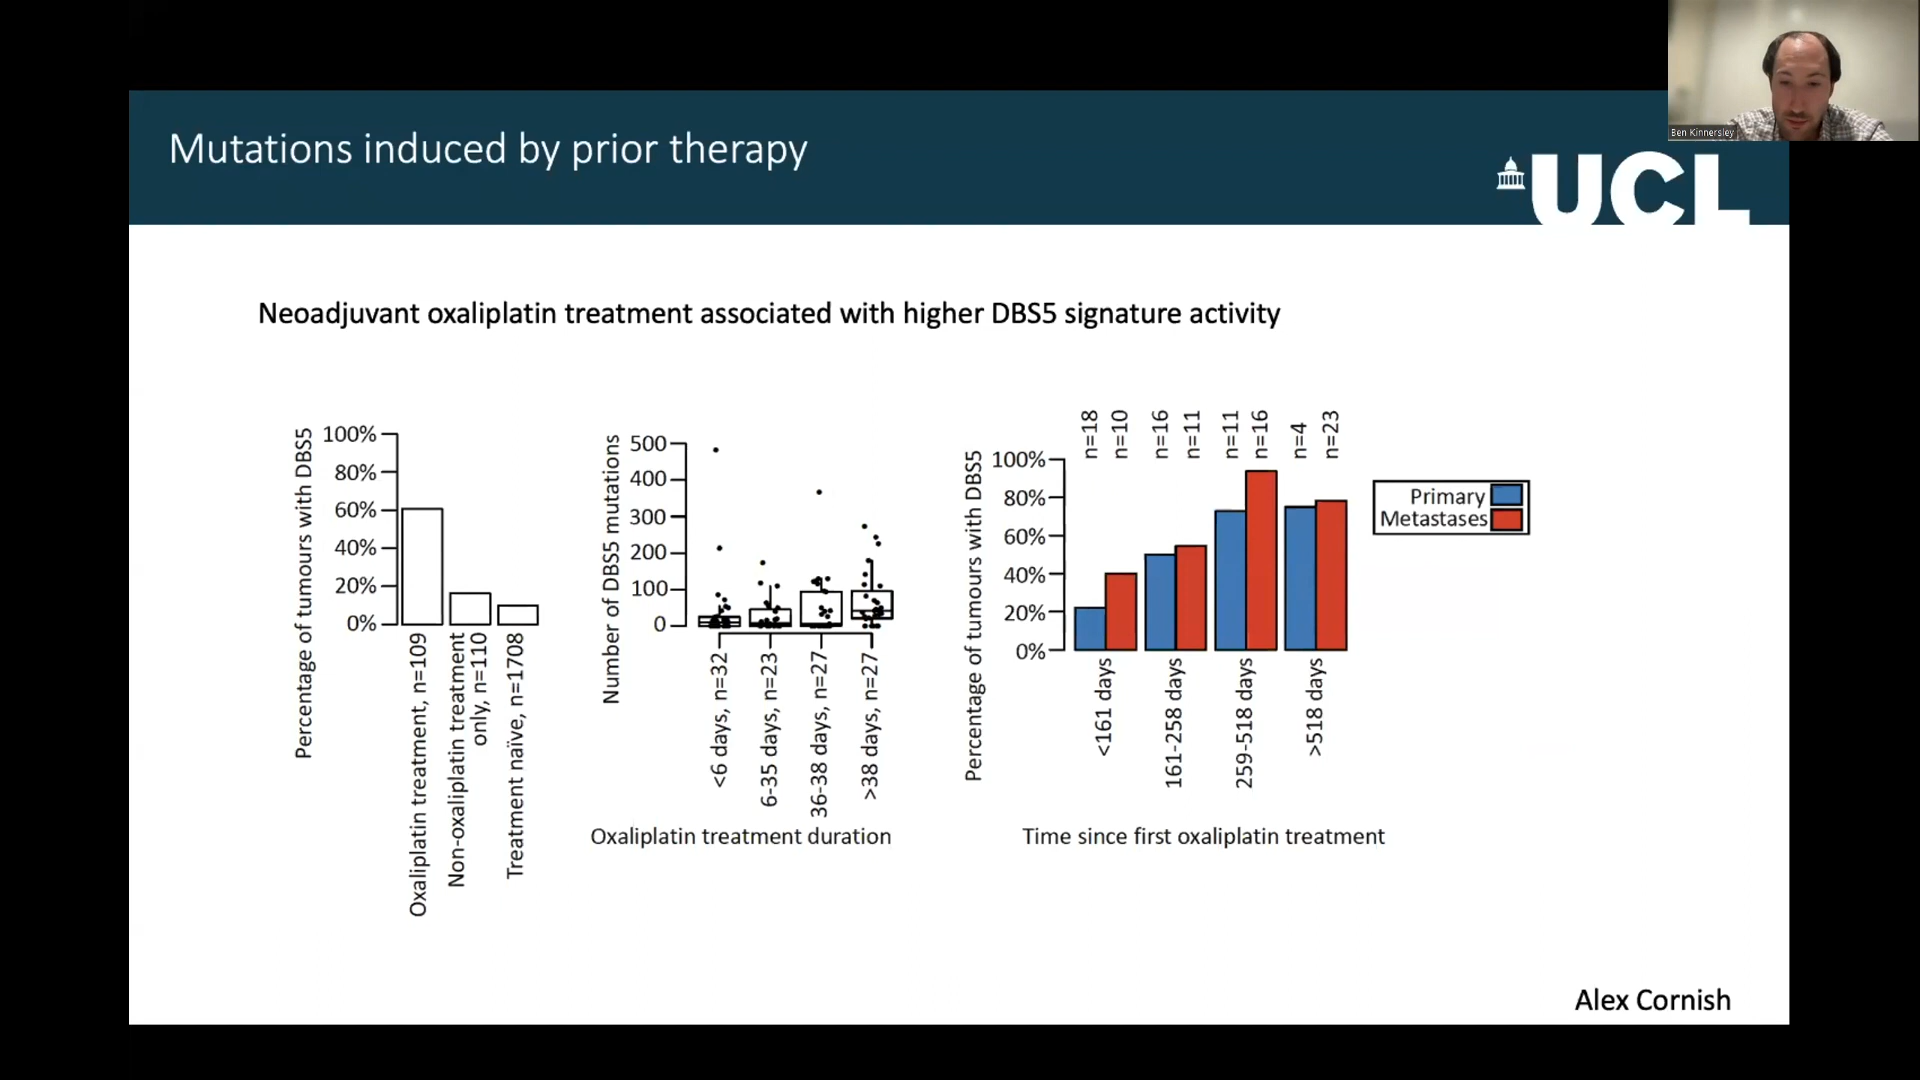 Ben Kinnersley
Mutations induced by prior therapy
UCL
Neoadjuvant oxaliplatin treatment associated with higher DBS5 signature activity
Percentage of tumours with DBS5
100%
80%
60%
40%
20%
0%
Oxaliplatin treatment, n=109
Non-oxaliplatin treatment
only, n=110
Treatment naïve, n=1708
Number of DBS5 mutations
500
400
300
200
100
0
<6 days, n=32
6-35 days, n=23
36-38 days, n=27
>38 days, n=27
Oxaliplatin treatment duration
Percentage of tumours with DBS5
100%
80%
60%
40%
20%
0%
n=18
n=10
n=16
n=11
n=11
n=16
n=4
n=23
<161 days
161-258 days
259-518 days
>518 days
Time since first oxaliplatin treatment
Primary
Metastases
Alex Cornish